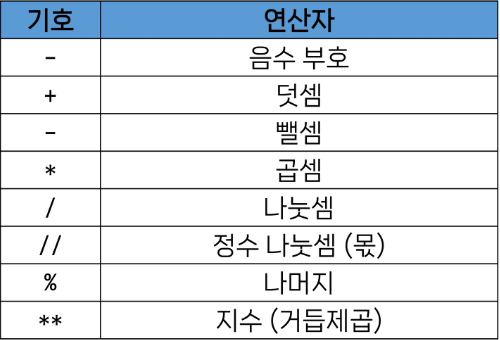 기호 연산자
- 음수 부호
+ 덧셈
- 뺄셈
* 곱셈
/ 나눗셈
// 정수 나눗셈 (몫)
% 나머지
** 지수 (거듭제곱)